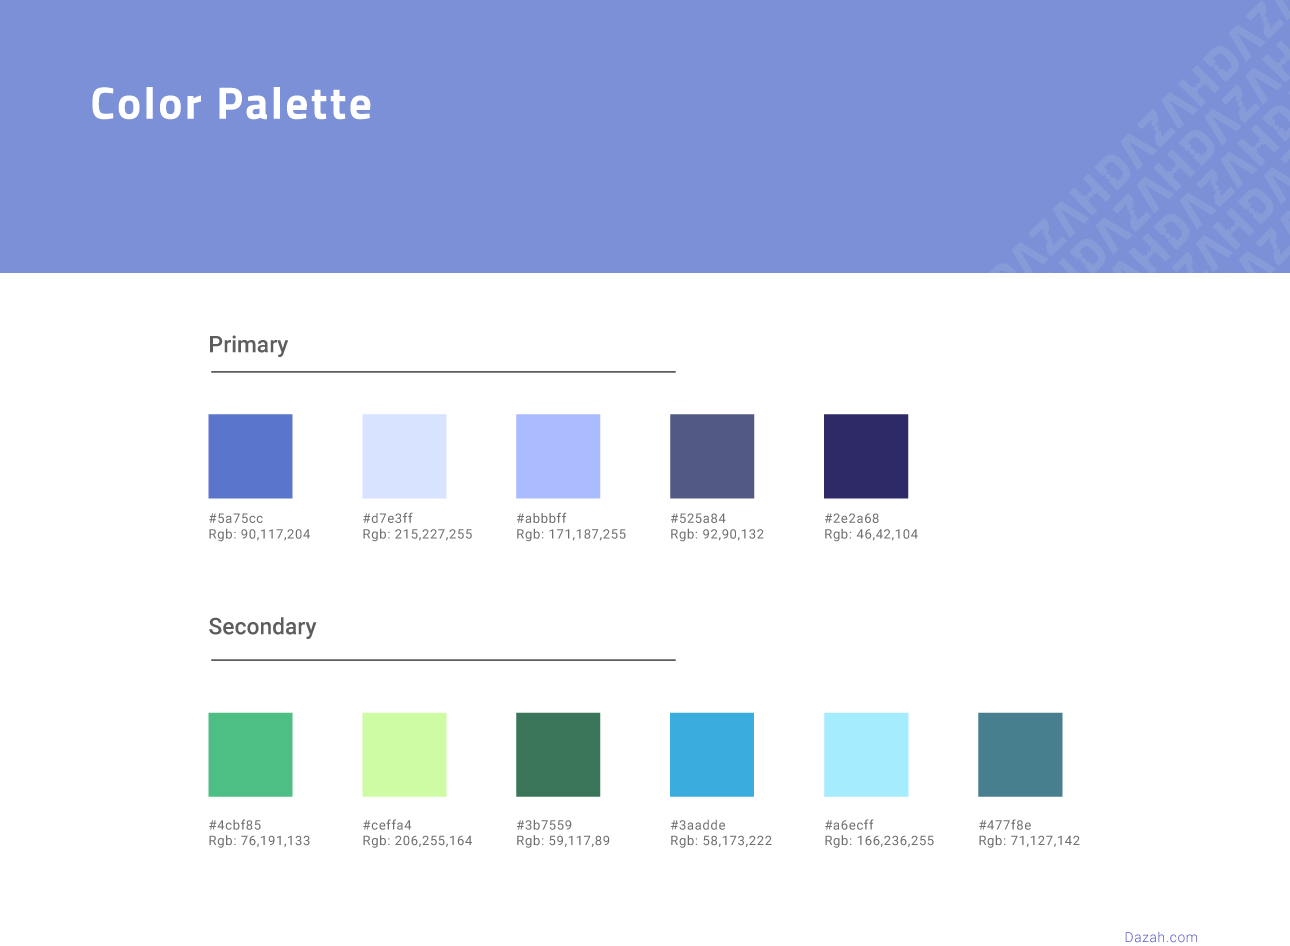 Color Palette
DAZAHDAZAHDAZAH
Primary
#5a75cc
Rgb: 90,117,204
#d7e3ff
Rgb: 215,227,255
#abbbff
Rgb: 171,187,255
#525a84
Rgb: 92,90,132
#2e2a68
Rgb: 46,42,104
Secondary
#4cbf85
Rgb: 76,191,133
#ceffa4
Rgb: 206,255,164
#3b7559
Rgb: 59,117,89
#3aadde
Rgb: 58,173,222
#a6ecff
Rgb: 166,236,255
#477f8e
Rgb: 71,127,142
Dazah.com